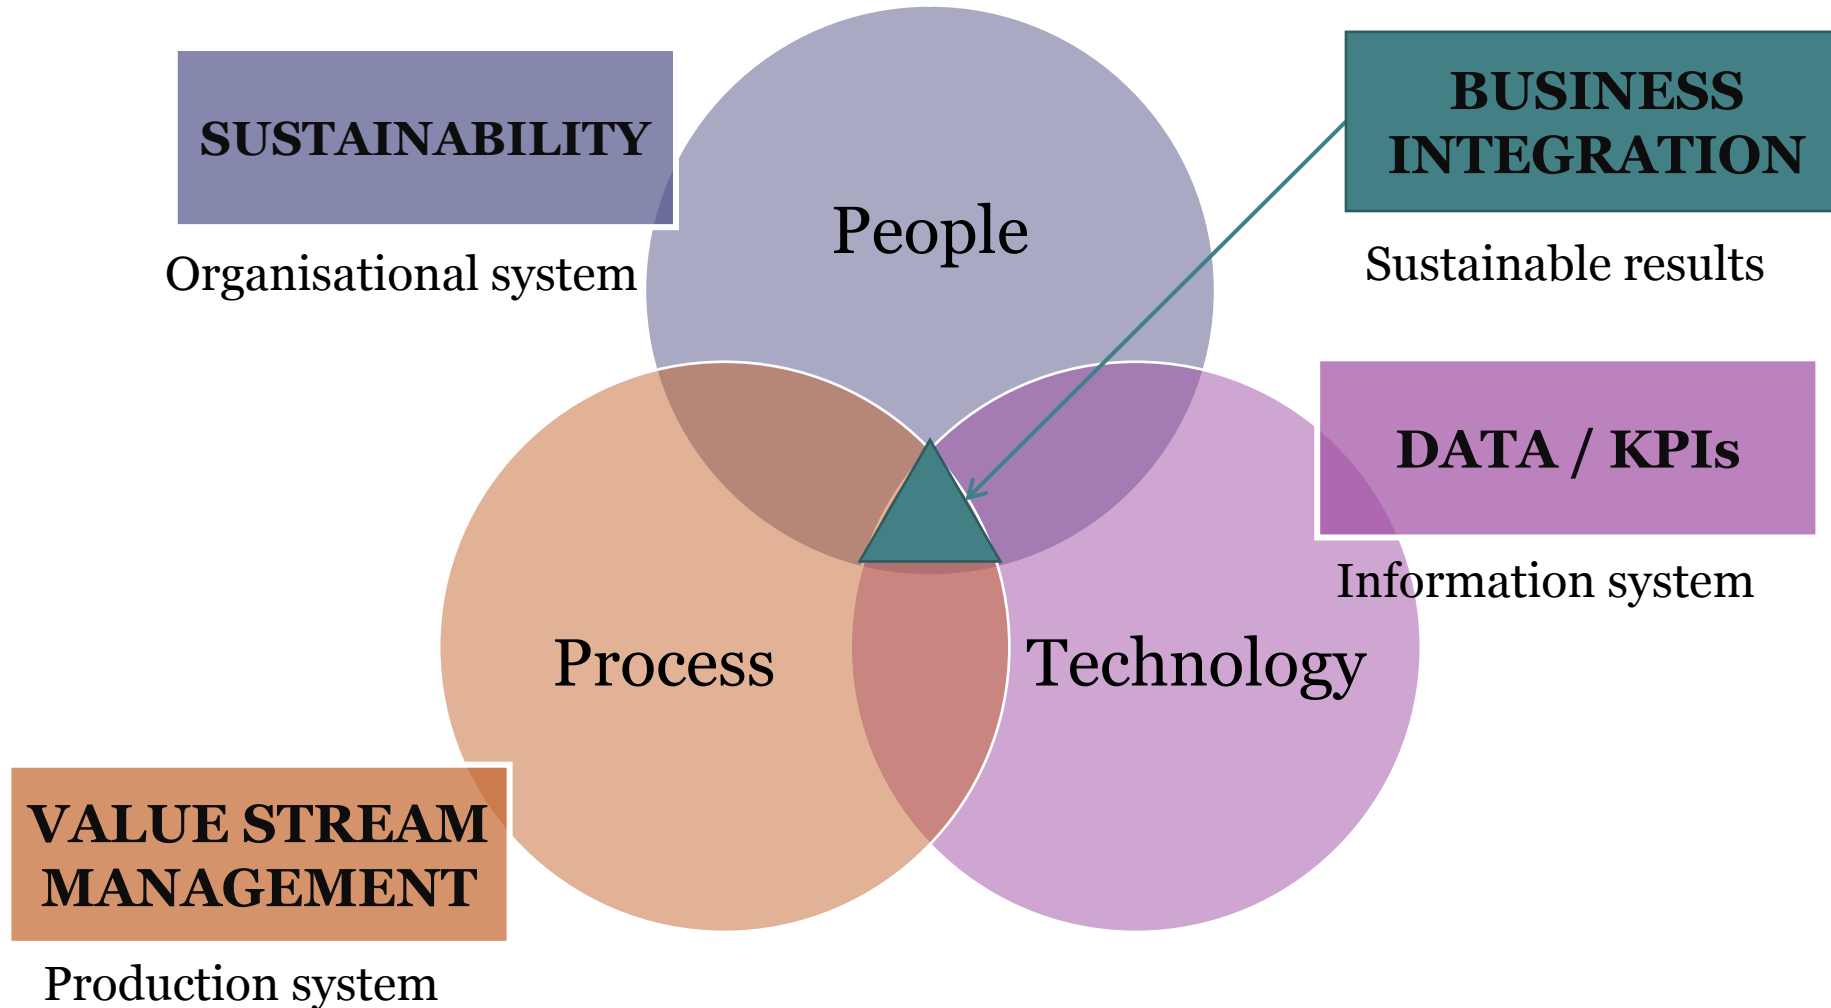 SUSTAINABILITY
Organisational system
People
BUSINESS
INTEGRATION
Sustainable results
DATA / KPIs
Information system
Process
Technology
VALUE STREAM
MANAGEMENT
Production system